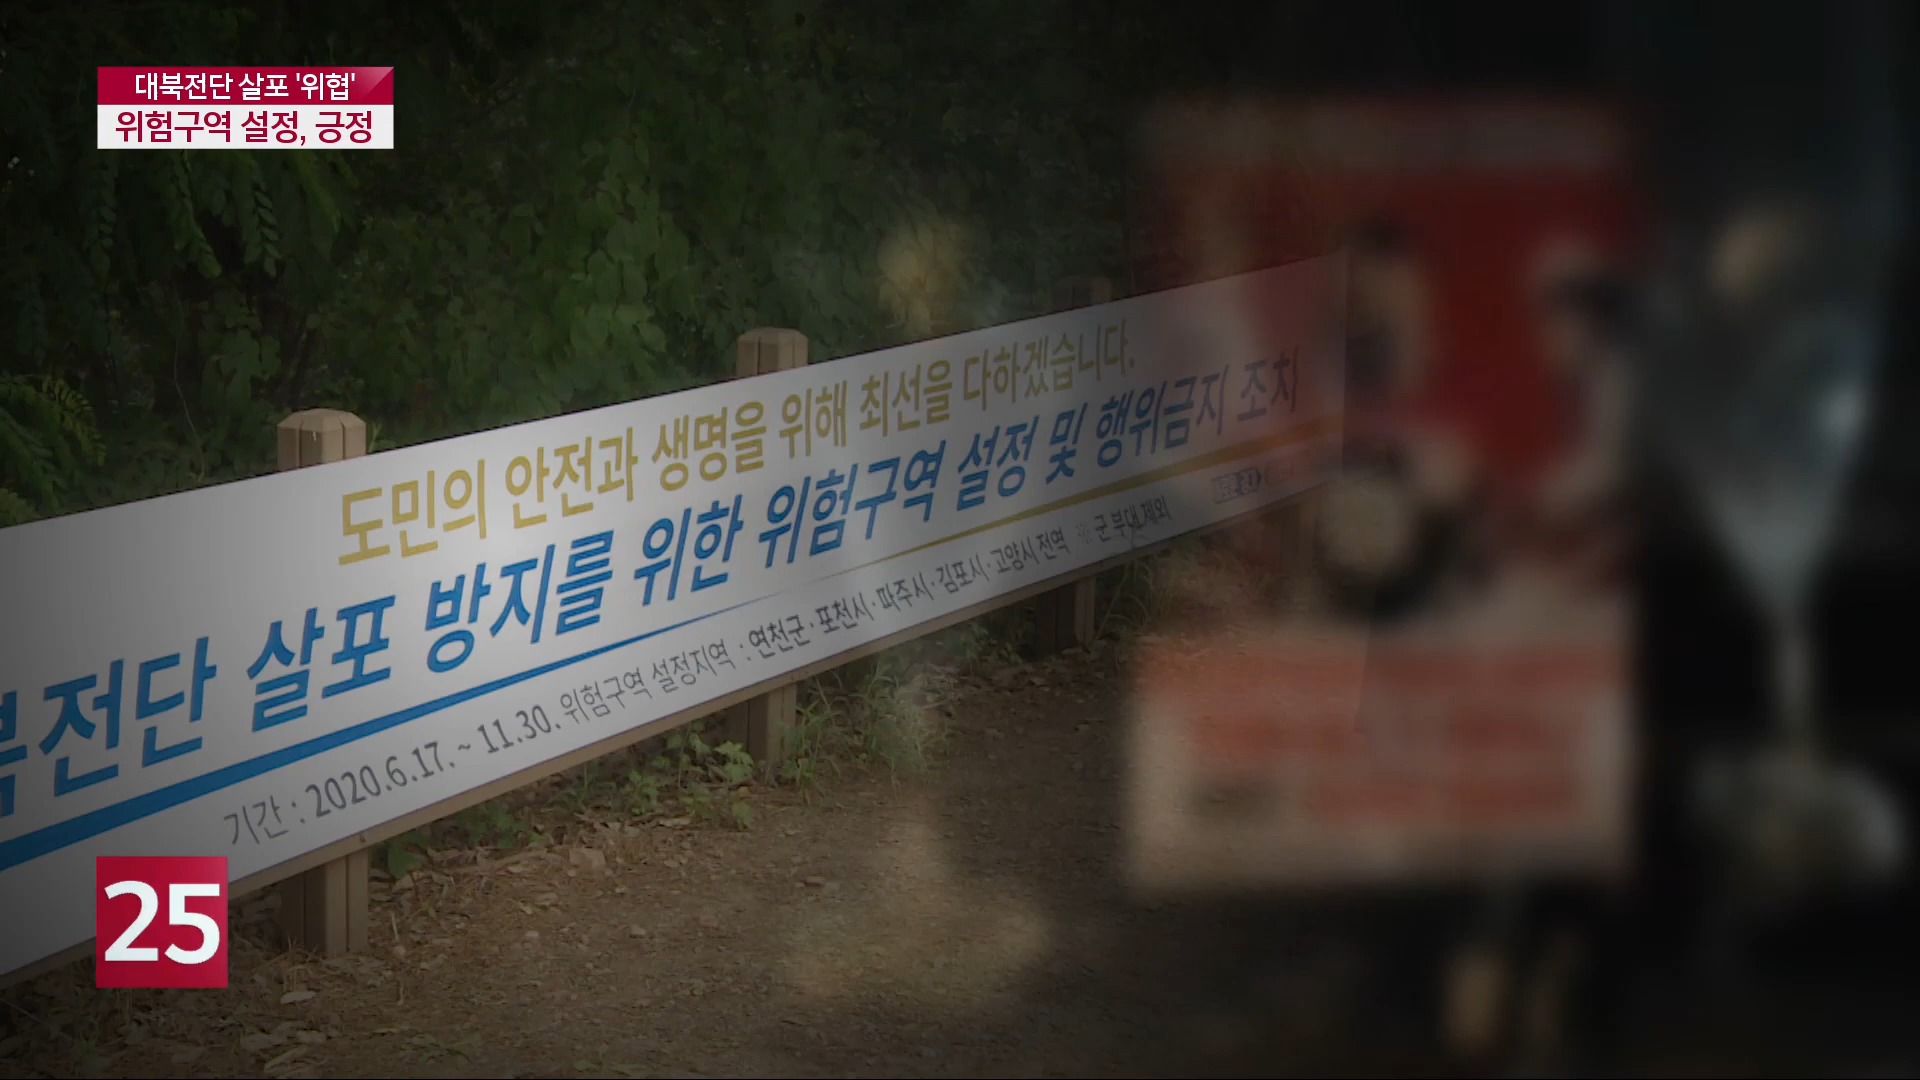 대북전단 살포 '위협'
위험구역 설정, 긍정
도민의 안전과 생명을 위해 최선을 다하겠습니다.
북전단 살포 방지를 위한 위험구역 설정 및 행위금지 조치
기간 : 2020.6.17. ~ 11.30. 위험구역 설정지역 : 연천군·포천시·파주시·김포시·고양시 전역 ※ 군 부대 제외
25